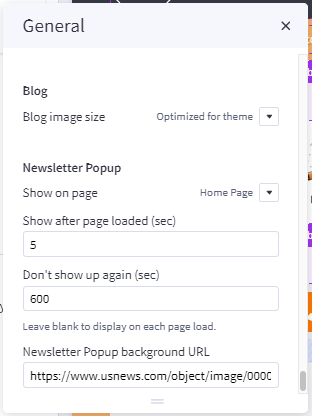 General
Blog
Blog image size Optimized for theme
Newsletter Popup
Show on page Home Page
Show after page loaded (sec)
5
Don't show up again (sec)
600
Leave blank to display on each page load.
Newsletter Popup background URL
https://www.usnews.com/object/image/0000